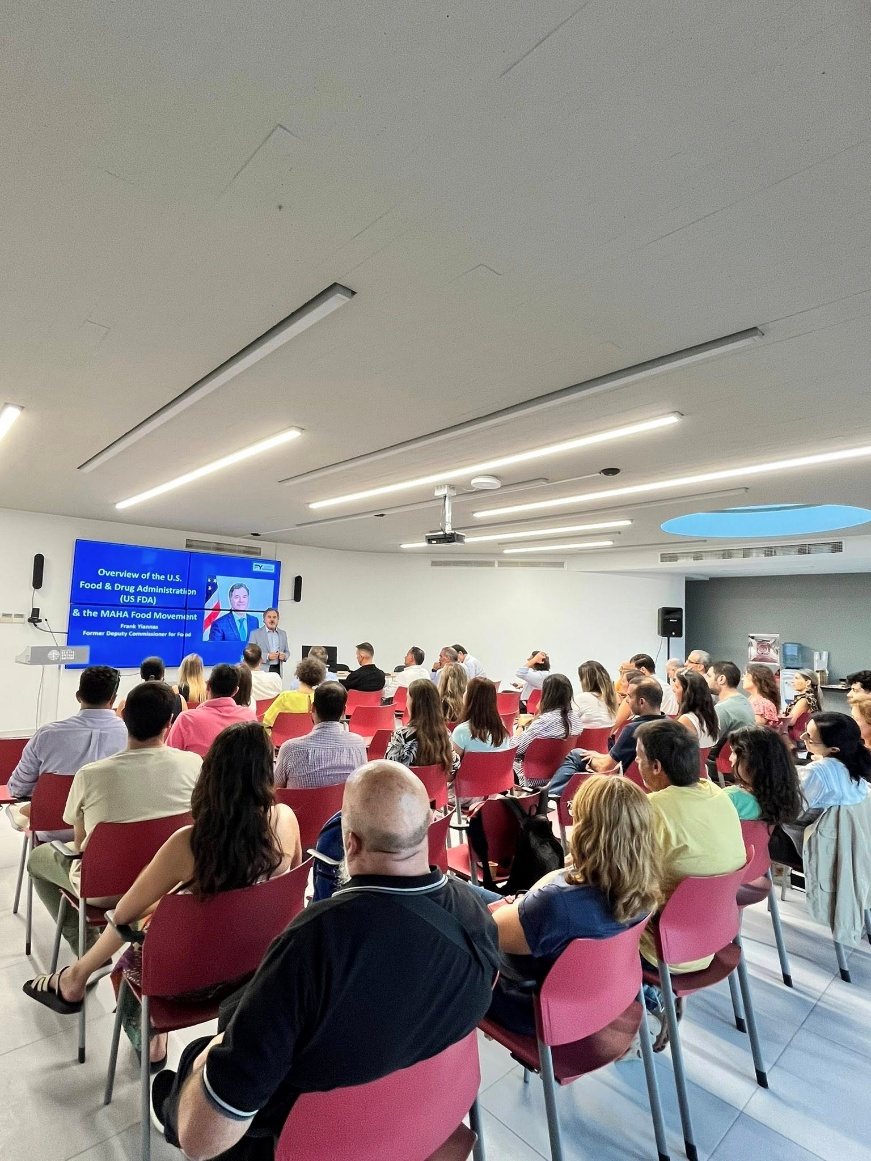 Overview of the U.S.
Food & Drug Administration
(US FDA)
& the MAHA Food Movement
Frank Yiannas
Former Deputy Commissioner for Food